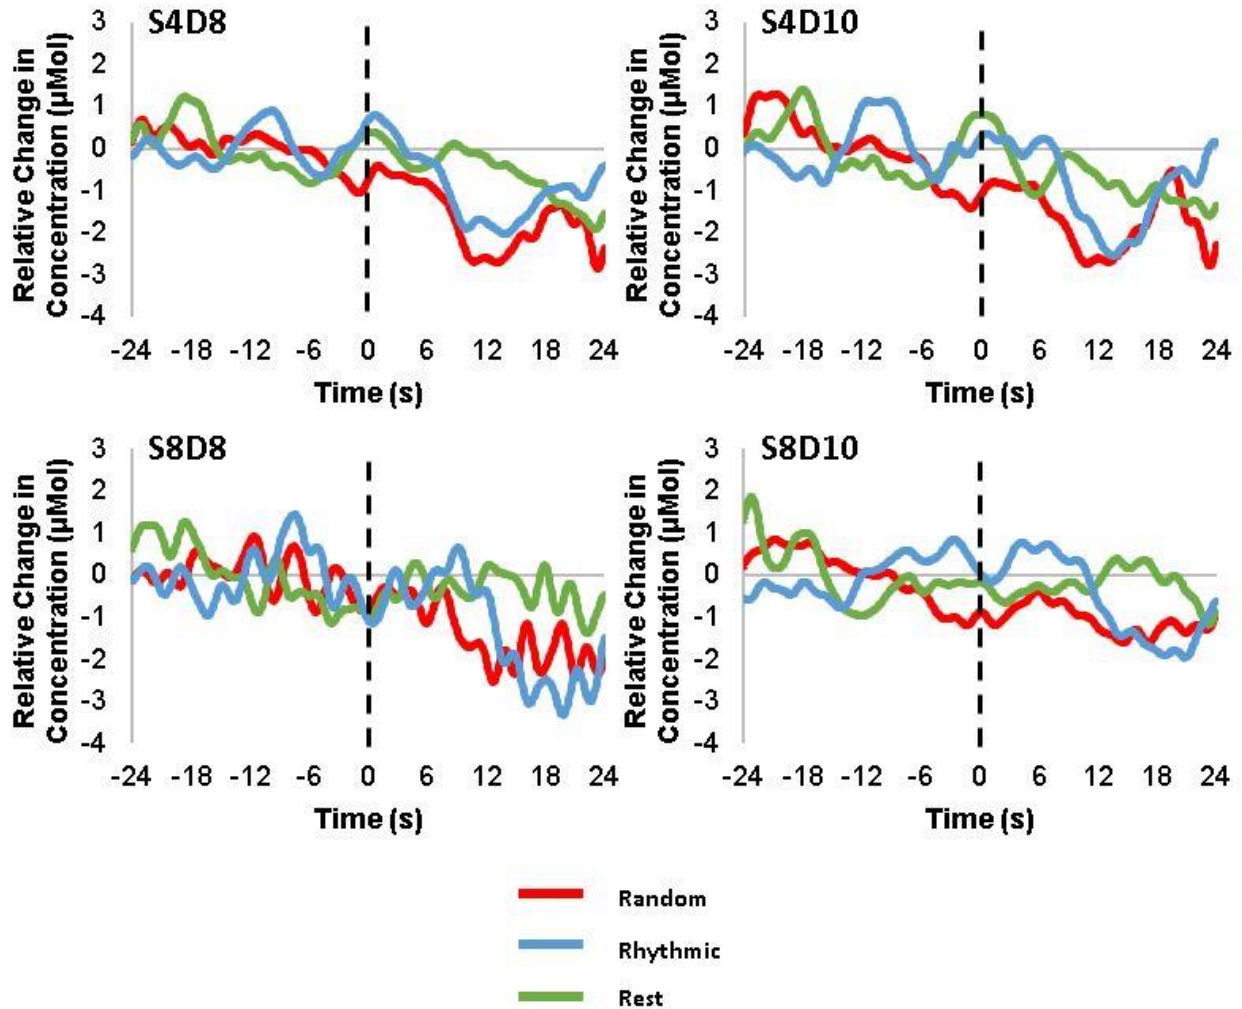 S4D8
Relative Change in
Concentration (µMol)
3
2
1
0
-1
-2
-3
-4
-24 -18 -12 -6 0 6 12 18 24
Time (s)
S4D10
Relative Change in
Concentration (µMol)
3
2
1
0
-1
-2
-3
-4
-24 -18 -12 -6 0 6 12 18 24
Time (s)
S8D8
Relative Change in
Concentration (µMol)
3
2
1
0
-1
-2
-3
-4
-24 -18 -12 -6 0 6 12 18 24
Time (s)
S8D10
Relative Change in
Concentration (µMol)
3
2
1
0
-1
-2
-3
-4
-24 -18 -12 -6 0 6 12 18 24
Time (s)
Random
Rhythmic
Rest